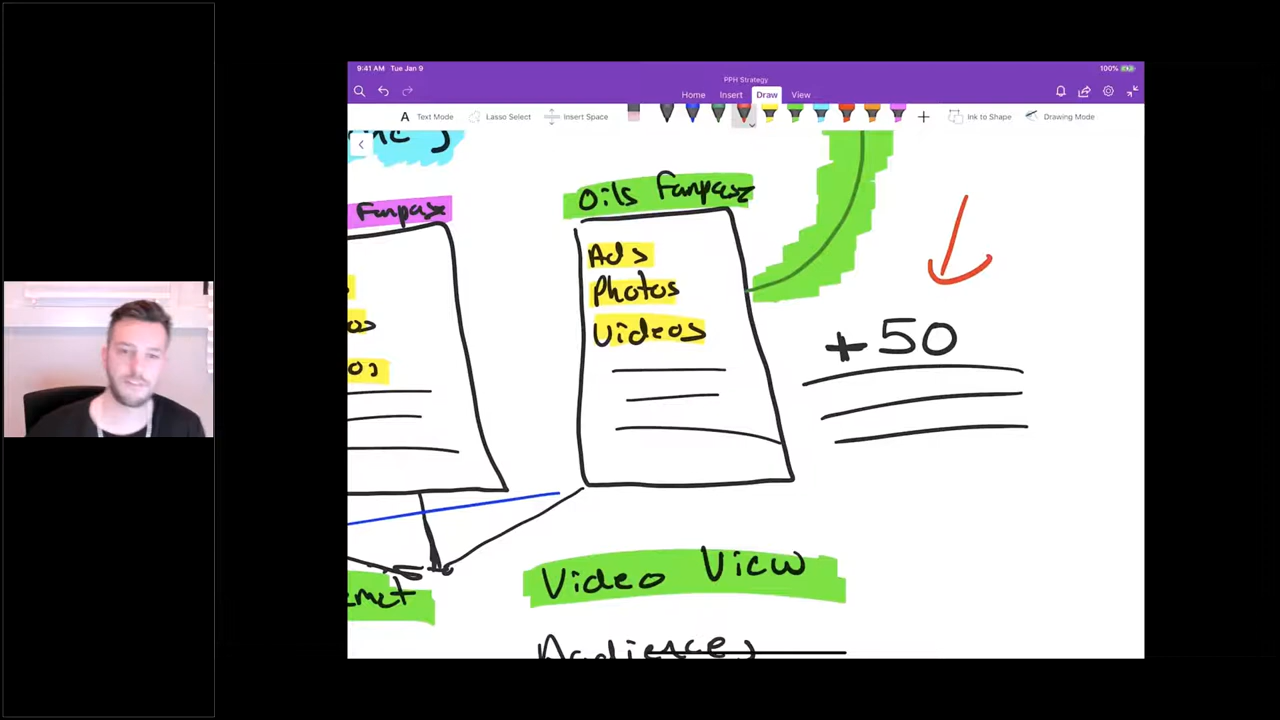 9:41 AM Tue Jan 9
100%
PPH Strategy
Home Insert Draw View
A Text Mode Lasso Select Insert Space Ink to Shape Drawing Mode
Fanpage
Oils Fanpage
Ads
Photos
Videos
+50
Video View
Audiences